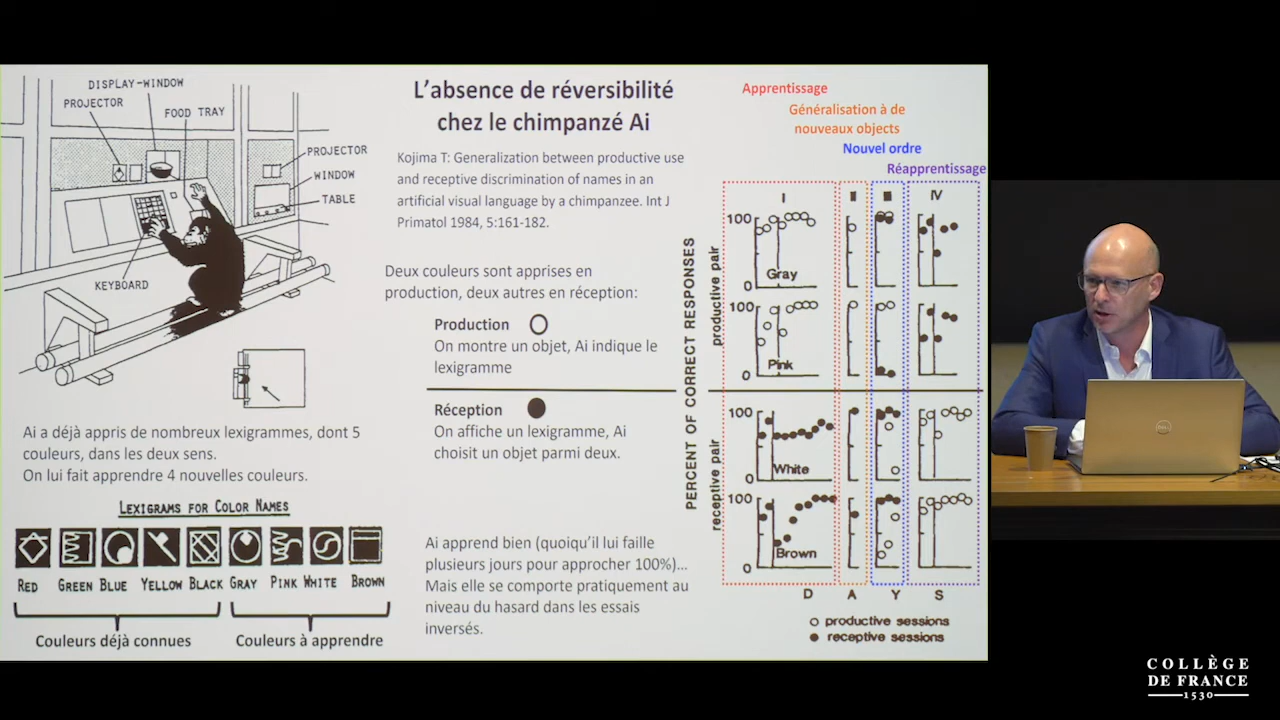 DISPLAY-WINDOW
PROJECTOR
FOOD TRAY
PROJECTOR
WINDOW
TABLE
KEYBOARD
Ai a déjà appris de nombreux lexigrammes, dont 5
couleurs, dans les deux sens.
On lui fait apprendre 4 nouvelles couleurs.
LEXIGRAMS FOR COLOR NAMES
RED GREEN BLUE YELLOW BLACK GRAY PINK WHITE BROWN
Couleurs déjà connues
Couleurs à apprendre
L'absence de réversibilité
chez le chimpanzé Ai
Kojima T: Generalization between productive use
and receptive discrimination of names in an
artificial visual language by a chimpanzee. Int J
Primatol 1984, 5:161-182.
Deux couleurs sont apprises en
production, deux autres en réception:
Production
On montre un objet, Ai indique le
lexigramme
Réception
On affiche un lexigramme, Ai
choisit un objet parmi deux.
Ai apprend bien (quoiqu'il lui faille
plusieurs jours pour approcher 100%)...
Mais elle se comporte pratiquement au
niveau du hasard dans les essais
inversés.
Apprentissage
Généralisation à de
nouveaux objects
Nouvel ordre
Réapprentissage
I II III IV
PERCENT OF CORRECT RESPONSES
productive pair
receptive pair
100
0
Gray
100
0
Pink
100
0
White
100
0
Brown
D A Y S
productive sessions
receptive sessions
DELL
COLLÈGE
DE FRANCE
1530